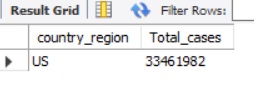 Result Grid Filter Rows:
country_region Total_cases
US 33461982